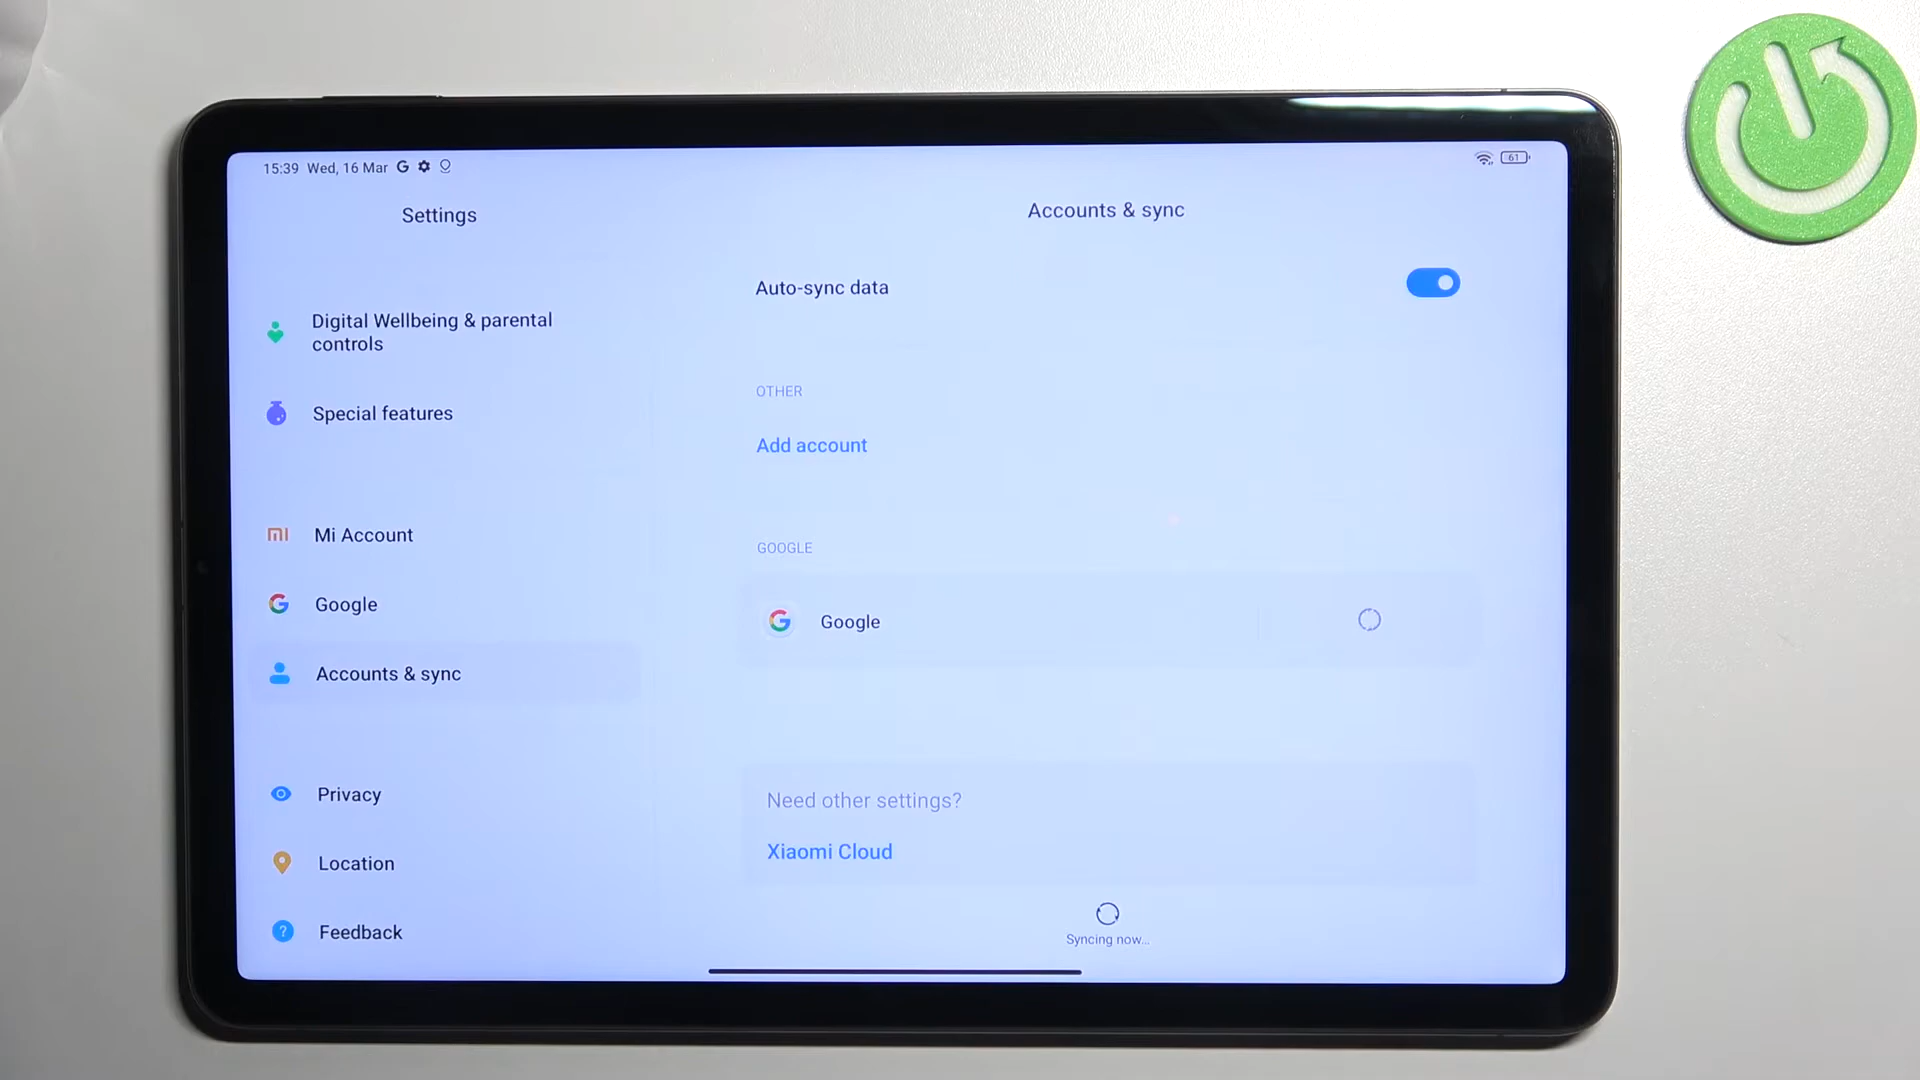 15:39 Wed, 16 Mar
61
Settings
Digital Wellbeing & parental
controls
Special features
Mi Account
Google
Accounts & sync
Privacy
Location
Feedback
Accounts & sync
Auto-sync data
OTHER
Add account
GOOGLE
Google
Need other settings?
Xiaomi Cloud
Syncing now...